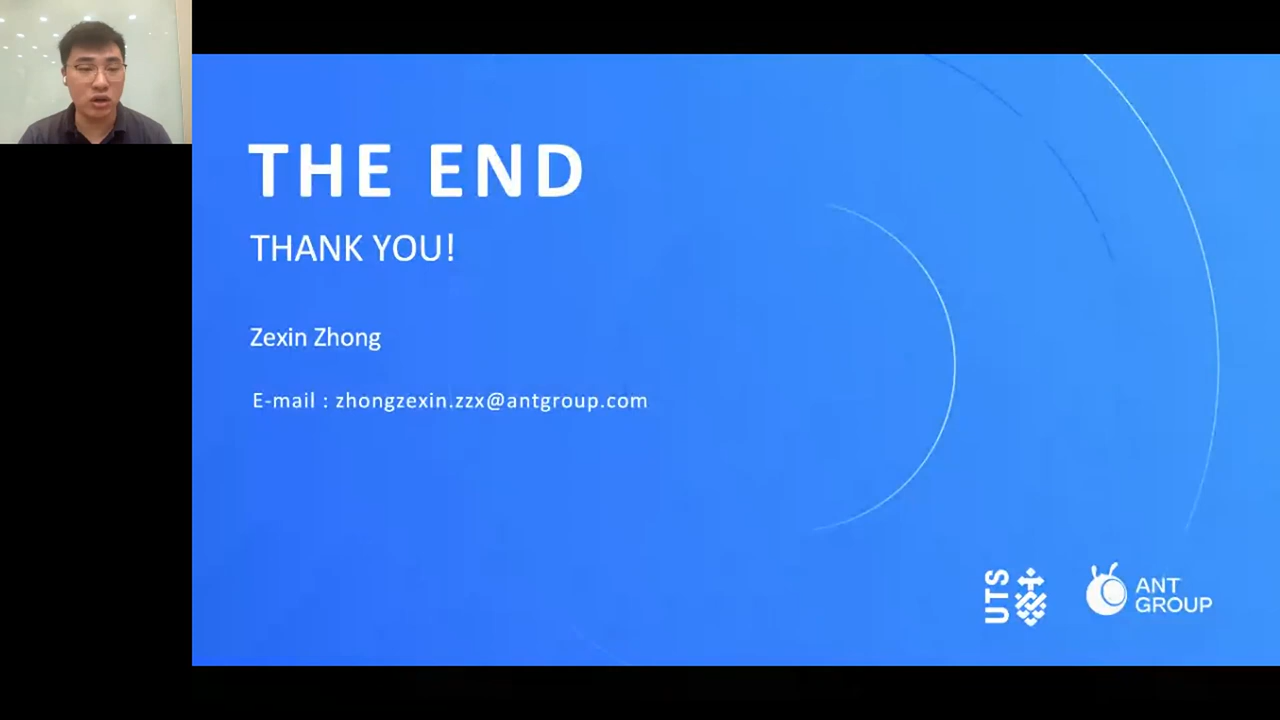 THE END
THANK YOU!
Zexin Zhong
E-mail : zhongzexin.zzx@antgroup.com
UTS
ANT
GROUP